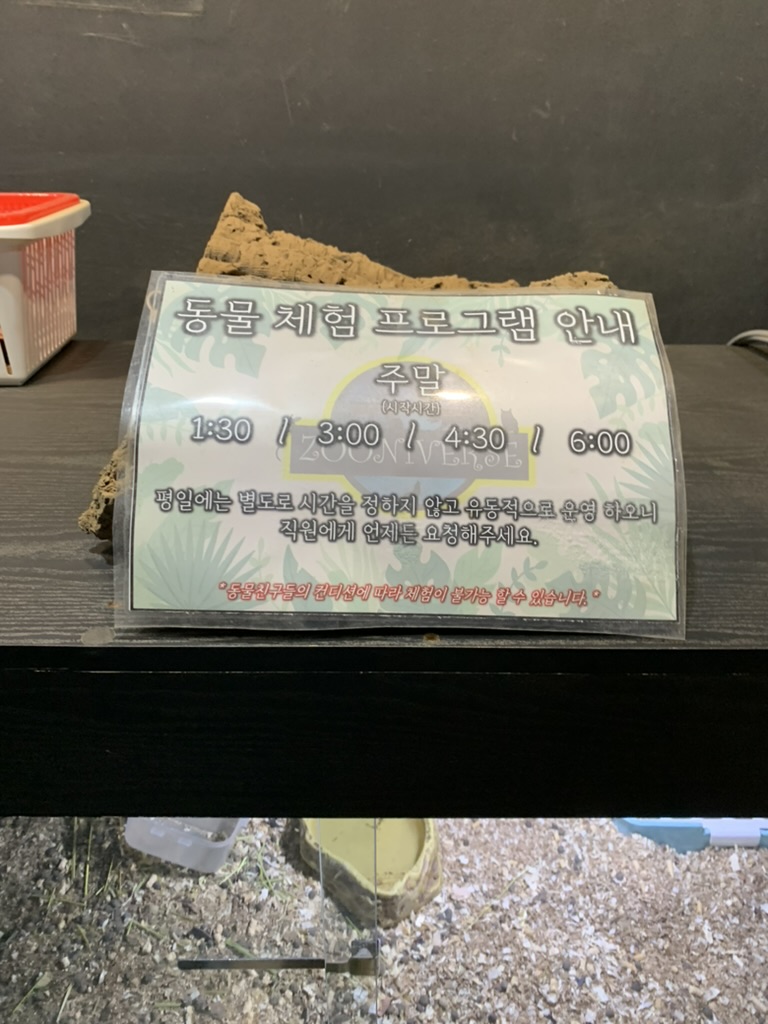 동물 체험 프로그램 안내
주말
(시작시간)
1:30 / 3:00 / 4:30 / 6:00
ZOONIVERSE
평일에는 별도로 시간을 정하지 않고 유동적으로 운영 하오니
직원에게 언제든 요청해주세요.
"동물친구들의 컨디션에 따라 체험이 불가능 할 수 있습니다."